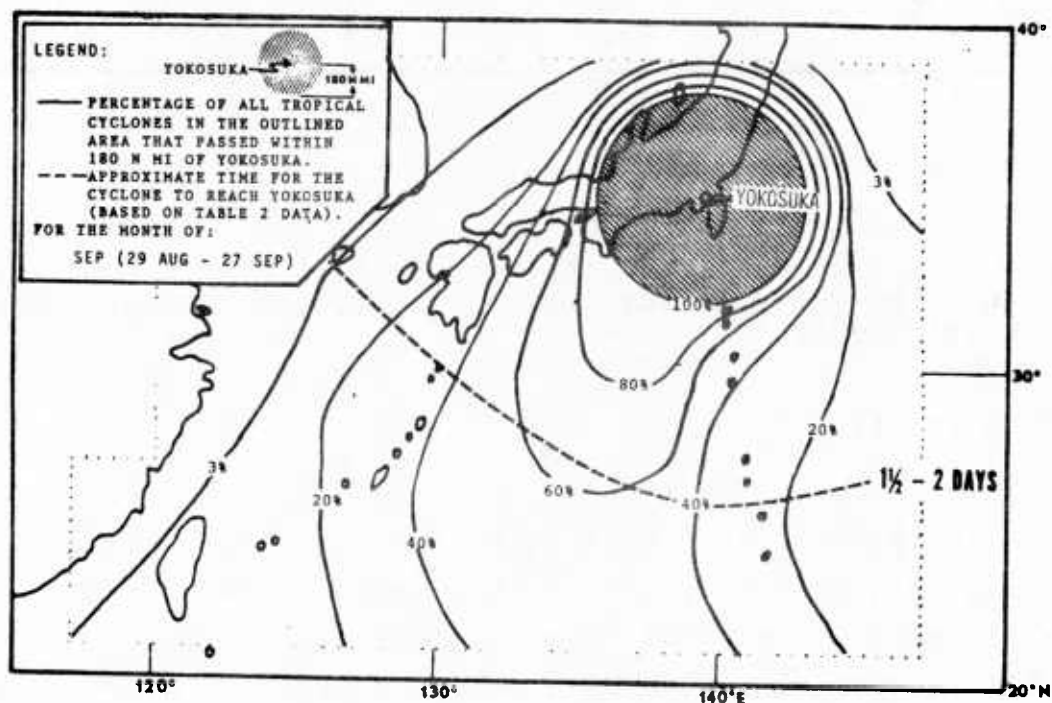 LEGEND:
YOKOSUKA
180 N MI
PERCENTAGE OF ALL TROPICAL
CYCLONES IN THE OUTLINED
AREA THAT PASSED WITHIN
180 N MI OF YOKOSUKA.
APPROXIMATE TIME FOR THE
CYCLONE TO REACH YOKOSUKA
(BASED ON TABLE 2 DATA).
FOR THE MONTH OF:
SEP (29 AUG - 27 SEP)
40°
3%
YOKOSUKA
100%
30°
80%
20%
3%
60%
40%
1½ - 2 DAYS
20%
40%
120°
130°
140°E
20°N